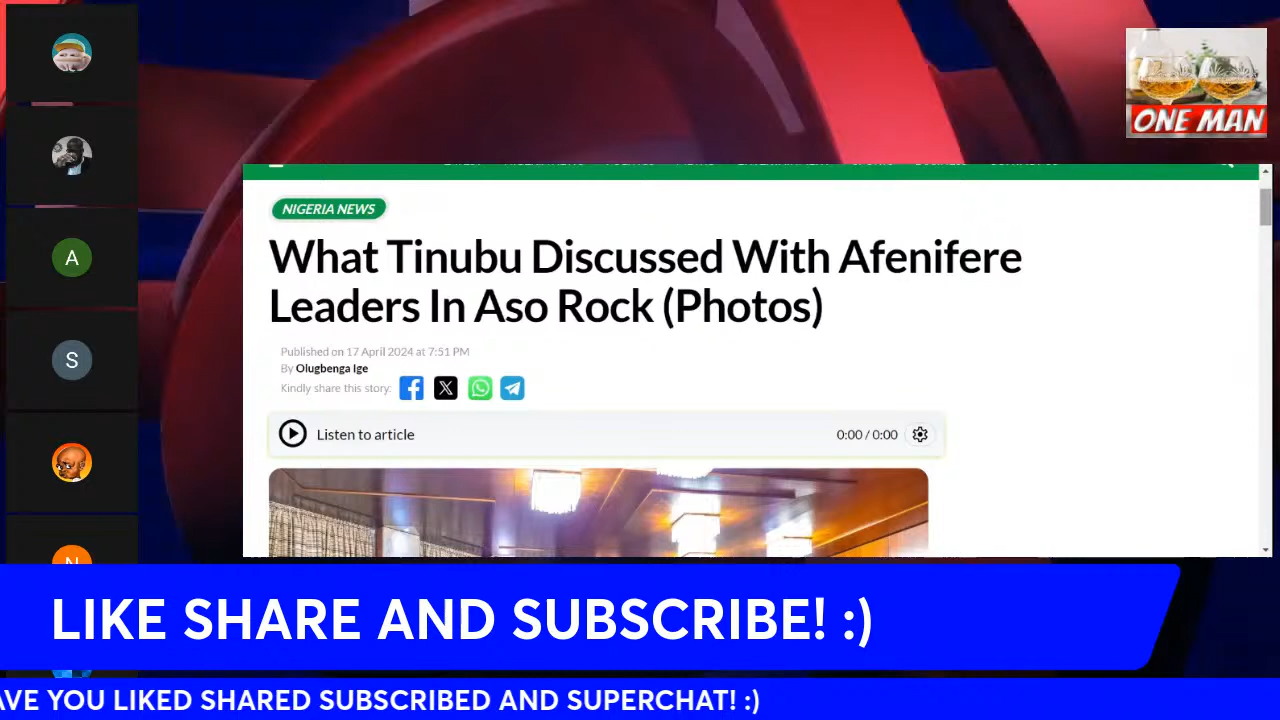 ONE MAN
NIGERIA NEWS
What Tinubu Discussed With Afenifere
Leaders In Aso Rock (Photos)
Published on 17 April 2024 at 7:51 PM
By Olugbenga Ige
Kindly share this story:
Listen to article
0:00 / 0:00
A
S
N
LIKE SHARE AND SUBSCRIBE! :)
AVE YOU LIKED SHARED SUBSCRIBED AND SUPERCHAT! :)